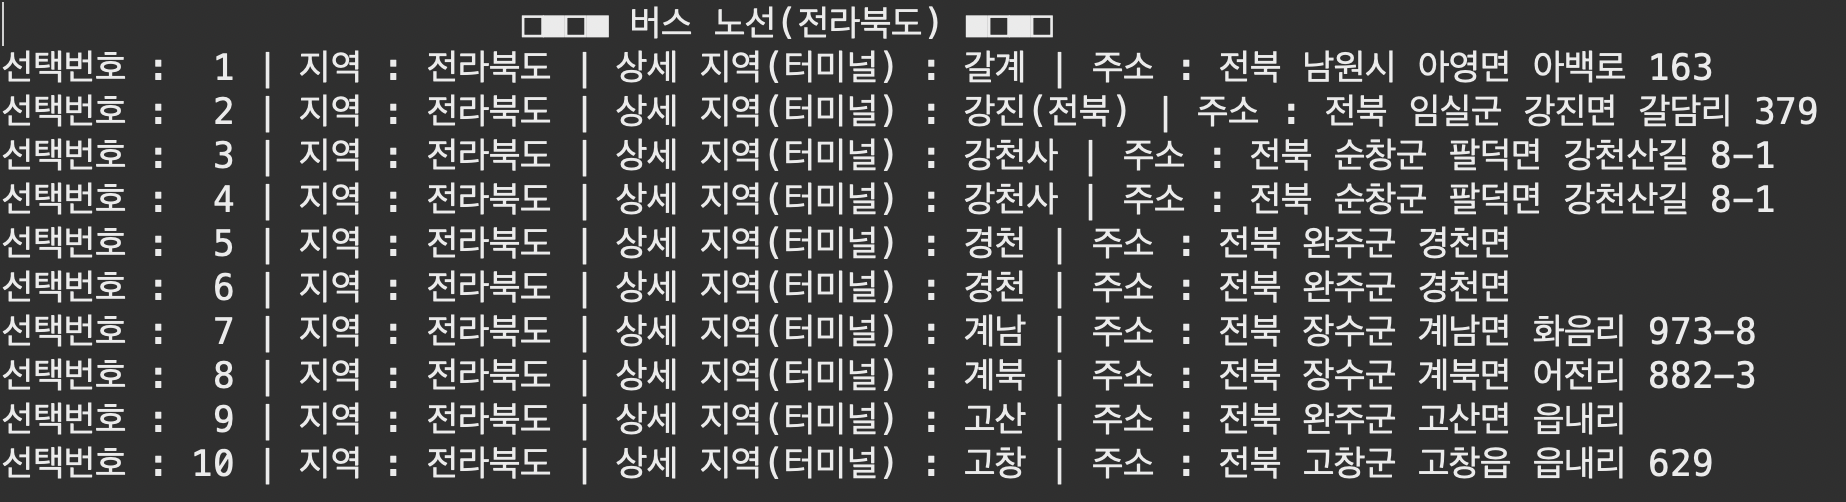 □■□■ 버스 노선(전라북도) ■□■□
선택번호 :  1 | 지역 : 전라북도 | 상세 지역(터미널) : 갈계 | 주소 : 전북 남원시 아영면 아백로 163
선택번호 :  2 | 지역 : 전라북도 | 상세 지역(터미널) : 강진(전북) | 주소 : 전북 임실군 강진면 갈담리 379
선택번호 :  3 | 지역 : 전라북도 | 상세 지역(터미널) : 강천사 | 주소 : 전북 순창군 팔덕면 강천산길 8-1
선택번호 :  4 | 지역 : 전라북도 | 상세 지역(터미널) : 강천사 | 주소 : 전북 순창군 팔덕면 강천산길 8-1
선택번호 :  5 | 지역 : 전라북도 | 상세 지역(터미널) : 경천 | 주소 : 전북 완주군 경천면
선택번호 :  6 | 지역 : 전라북도 | 상세 지역(터미널) : 경천 | 주소 : 전북 완주군 경천면
선택번호 :  7 | 지역 : 전라북도 | 상세 지역(터미널) : 계남 | 주소 : 전북 장수군 계남면 화음리 973-8
선택번호 :  8 | 지역 : 전라북도 | 상세 지역(터미널) : 계북 | 주소 : 전북 장수군 계북면 어전리 882-3
선택번호 :  9 | 지역 : 전라북도 | 상세 지역(터미널) : 고산 | 주소 : 전북 완주군 고산면 읍내리
선택번호 : 10 | 지역 : 전라북도 | 상세 지역(터미널) : 고창 | 주소 : 전북 고창군 고창읍 읍내리 629